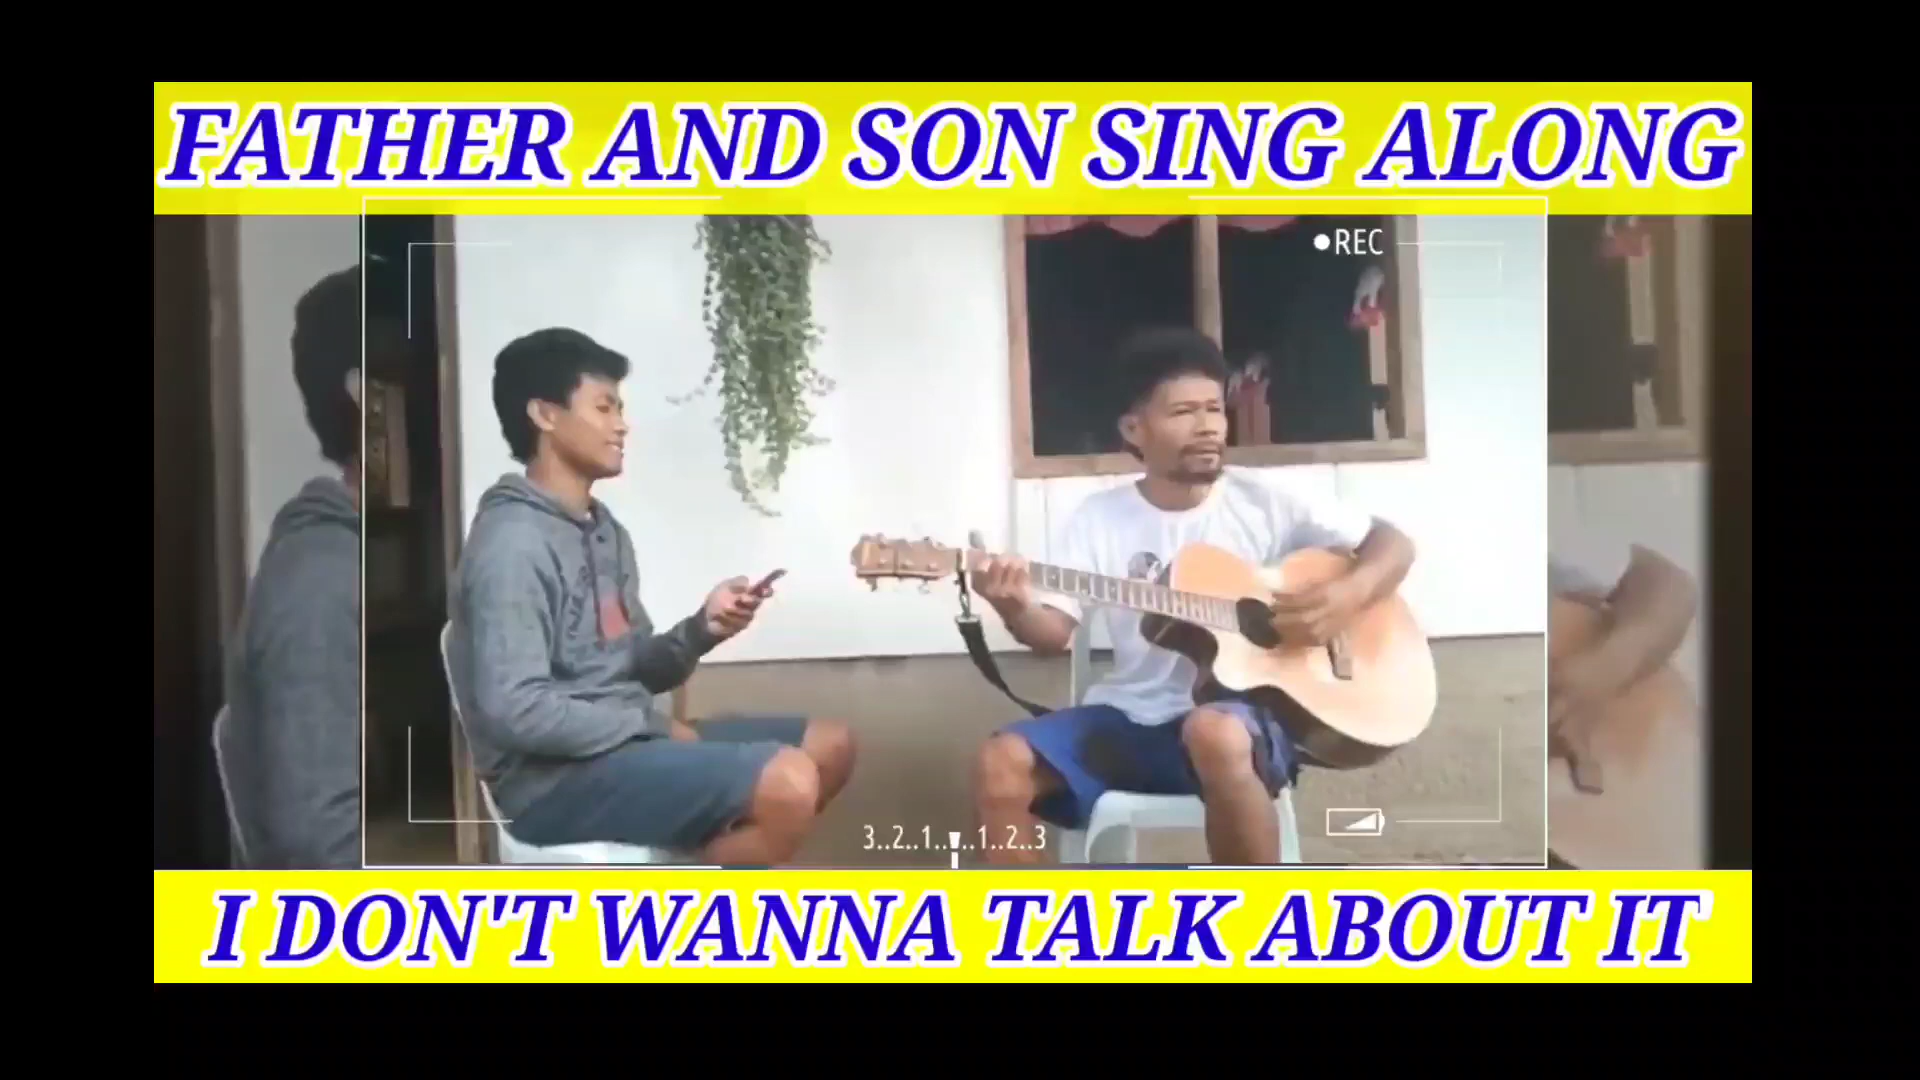 FATHER AND SON SING ALONG
●REC
3..2..1......1..2..3
I DON'T WANNA TALK ABOUT IT